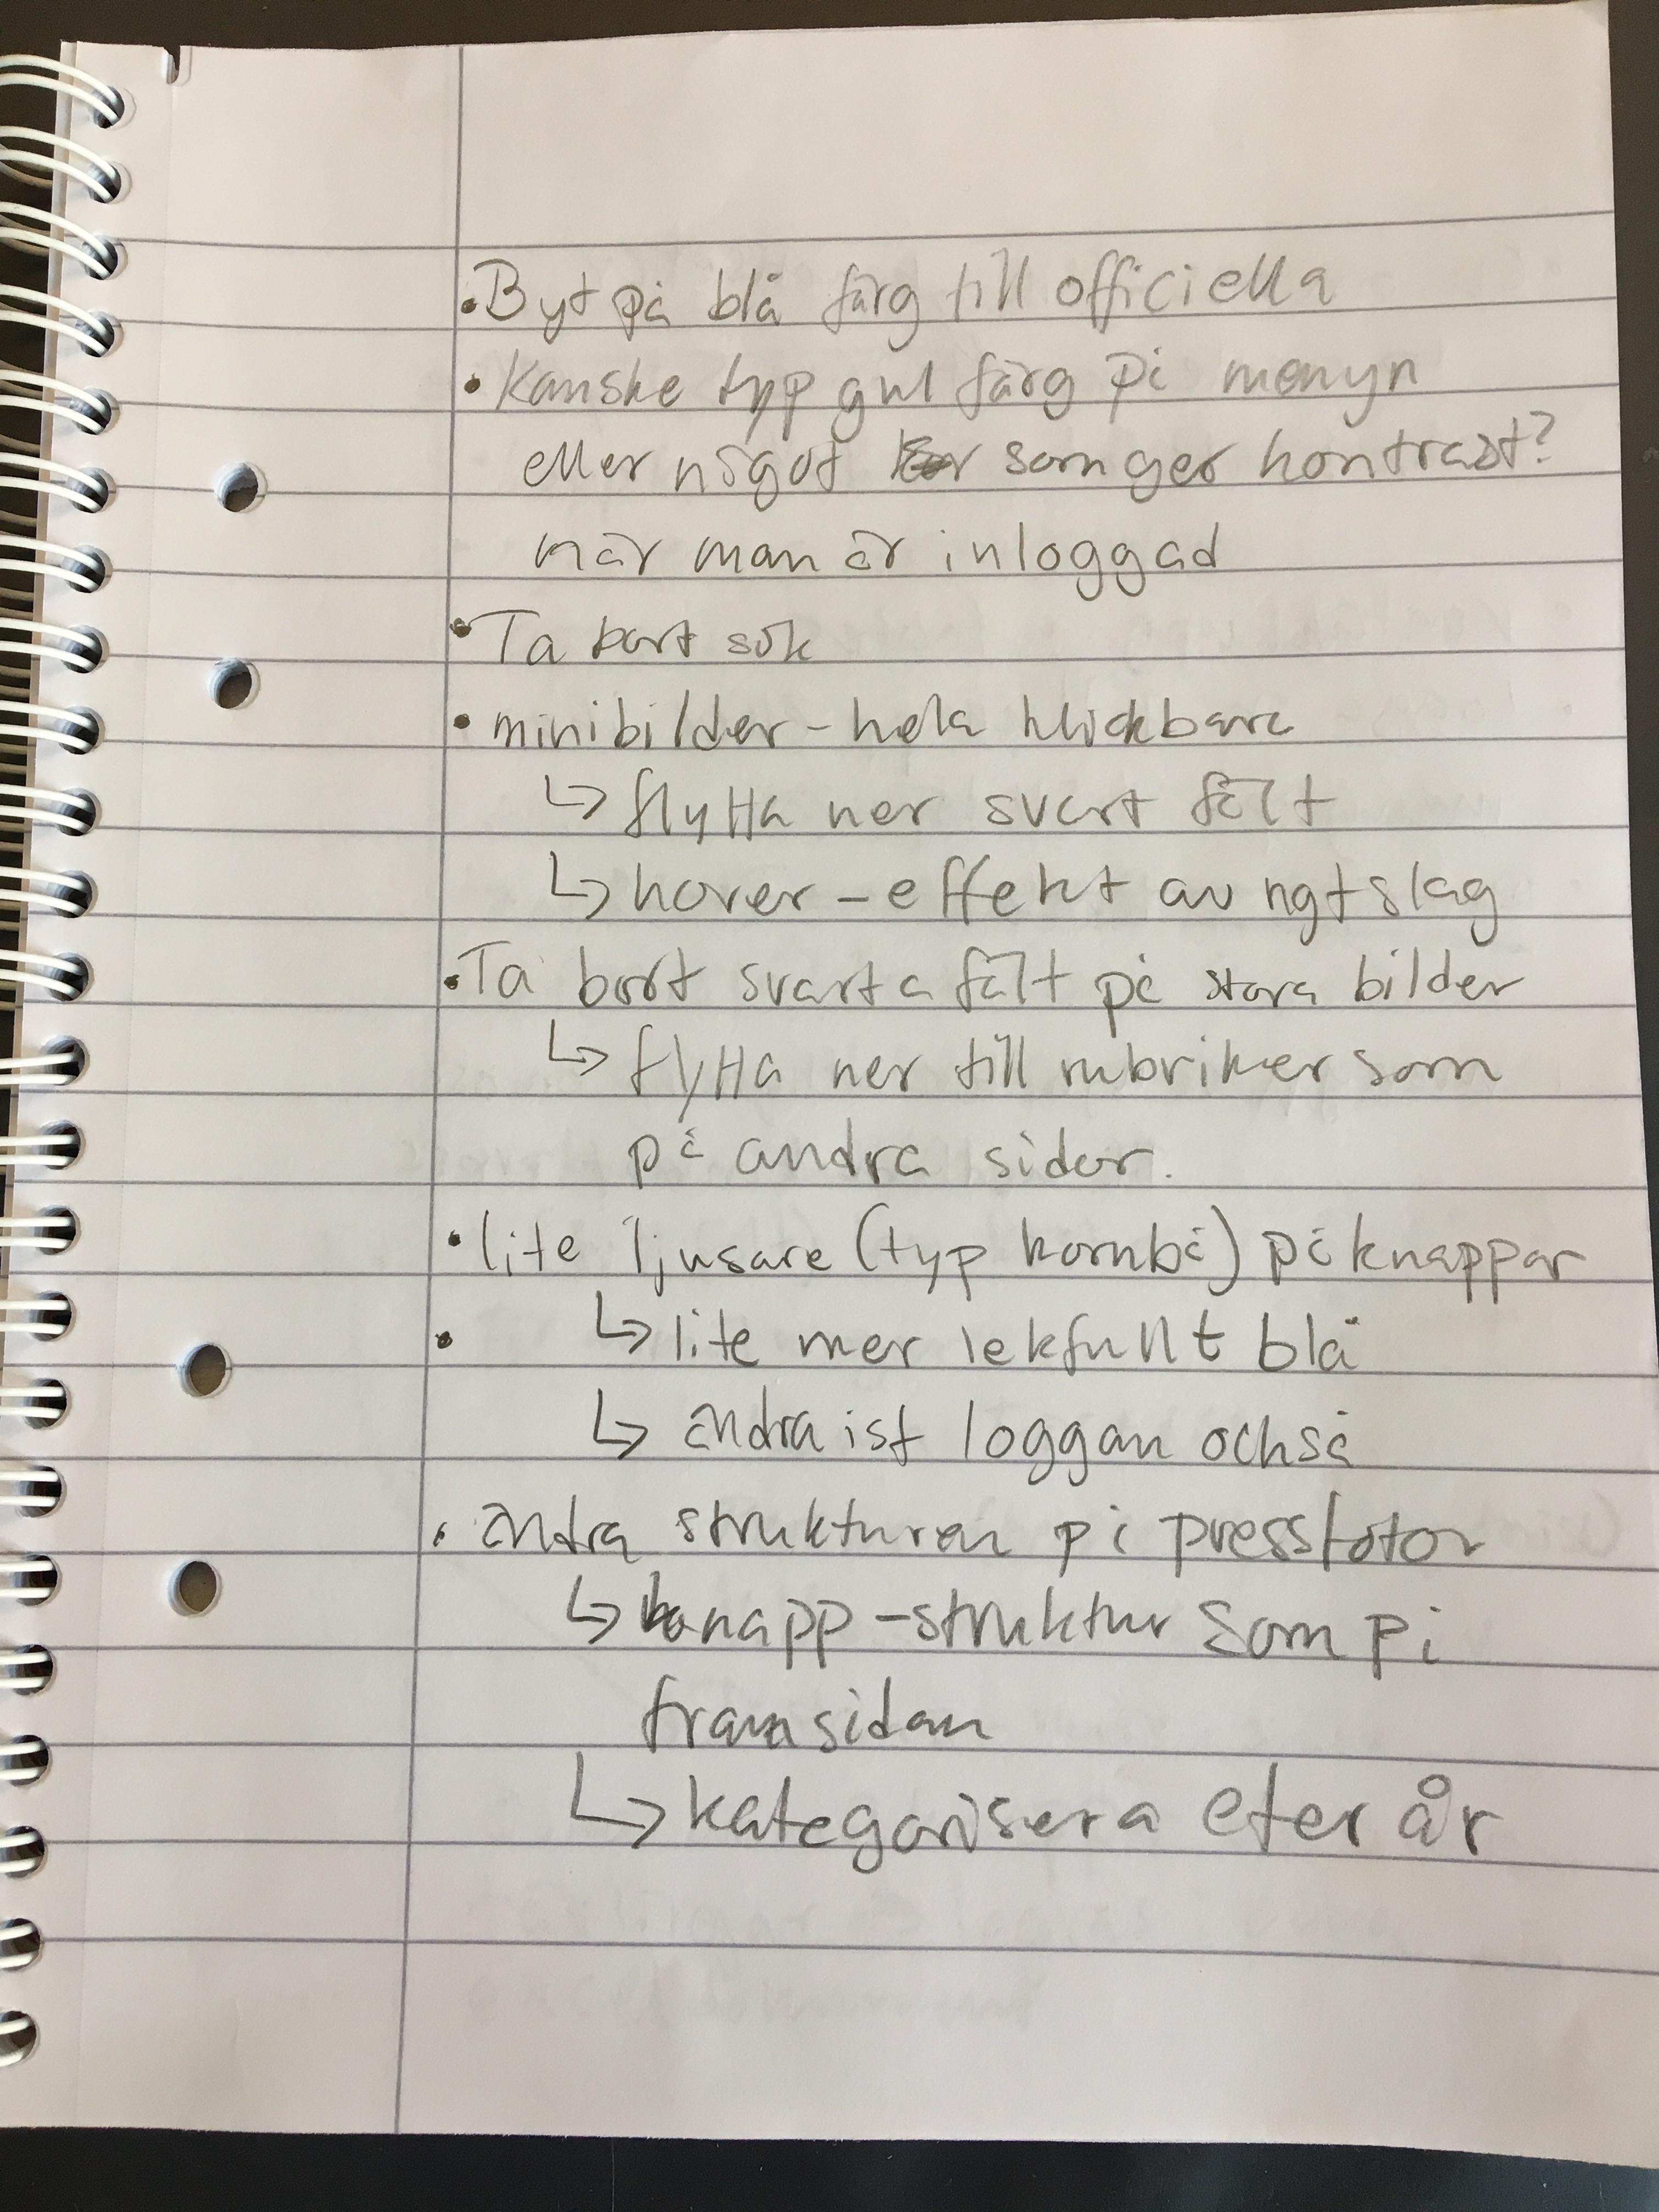 • Byt på blå färg till officiella
• Kanske typ gul färg på menyn
eller något som ger kontrast?
när man är inloggad
• Ta bort sök
• minibilder - hela klickbara
↳ flytta ner svart fält
↳ hover - effekt av ngt slag
• Ta bort svarta fält på stora bilder
↳ flytta ner till rubriker som
på andra sidor.
• lite ljusare (typ kornbå) på knappar
• ↳ lite mer lekfullt blå
↳ ändra ist loggan också
• ändra strukturen på pressfoton
↳ knapp - struktur som på
framsidan
↳ kategorisera efer år